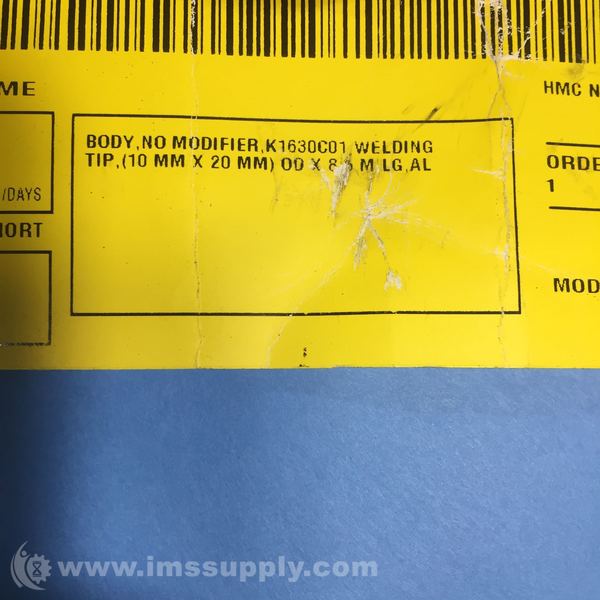 ME
HMC N
BODY,NO MODIFIER,K1630C01,WELDING
TIP,(10 MM X 20 MM) OD X M LG,AL
ORDE
1
/DAYS
ORT
MOD
www.imssupply.com